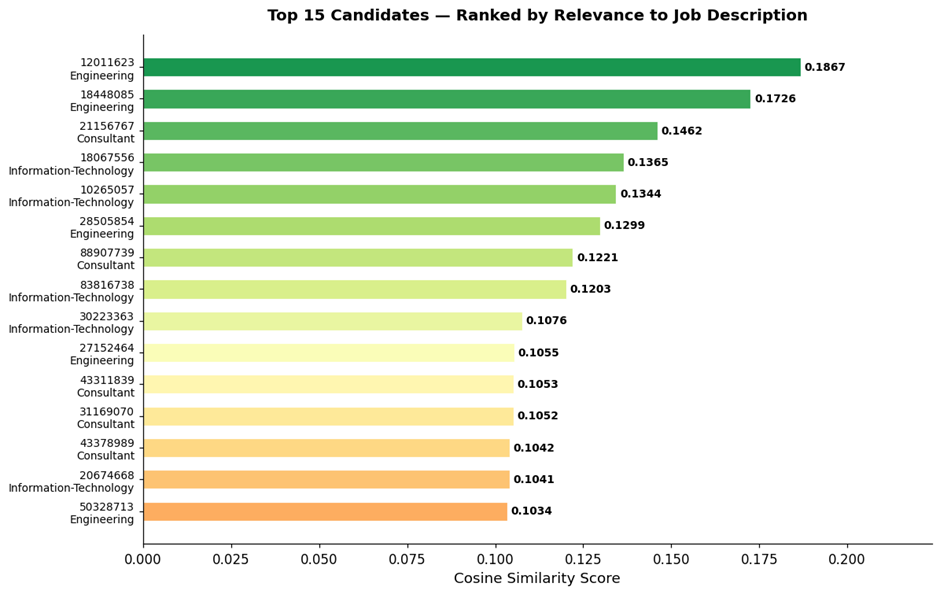 Top 15 Candidates — Ranked by Relevance to Job Description
12011623
Engineering
0.1867
18448085
Engineering
0.1726
21156767
Consultant
0.1462
18067556
Information-Technology
0.1365
10265057
Information-Technology
0.1344
28505854
Engineering
0.1299
88907739
Consultant
0.1221
83816738
Information-Technology
0.1203
30223363
Information-Technology
0.1076
27152464
Engineering
0.1055
43311839
Consultant
0.1053
31169070
Consultant
0.1052
43378989
Consultant
0.1042
20674668
Information-Technology
0.1041
50328713
Engineering
0.1034
0.000 0.025 0.050 0.075 0.100 0.125 0.150 0.175 0.200
Cosine Similarity Score